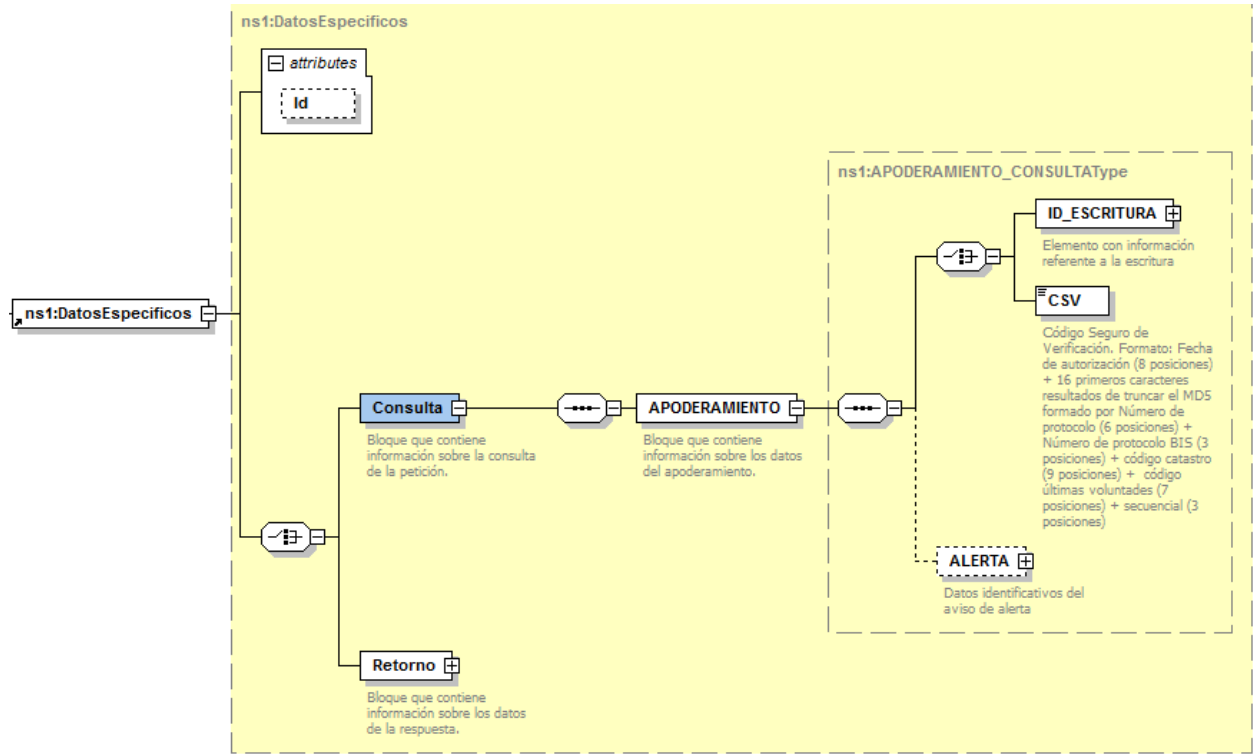 ns1:DatosEspecificos
attributes
Id
ns1:APODERAMIENTO_CONSULTAType
ID_ESCRITURA
Elemento con información
referente a la escritura
CSV
Código Seguro de
Verificación. Formato: Fecha
de autorización (8 posiciones)
+ 16 primeros caracteres
resultados de truncar el MD5
formado por Número de
protocolo (6 posiciones) +
Número de protocolo BIS (3
posiciones) + código catastro
(9 posiciones) + código
últimas voluntades (7
posiciones) + secuencial (3
posiciones)
ns1:DatosEspecificos
Consulta
Bloque que contiene
información sobre la consulta
de la petición.
APODERAMIENTO
Bloque que contiene
información sobre los datos
del apoderamiento.
ALERTA
Datos identificativos del
aviso de alerta
Retorno
Bloque que contiene
información sobre los datos
de la respuesta.